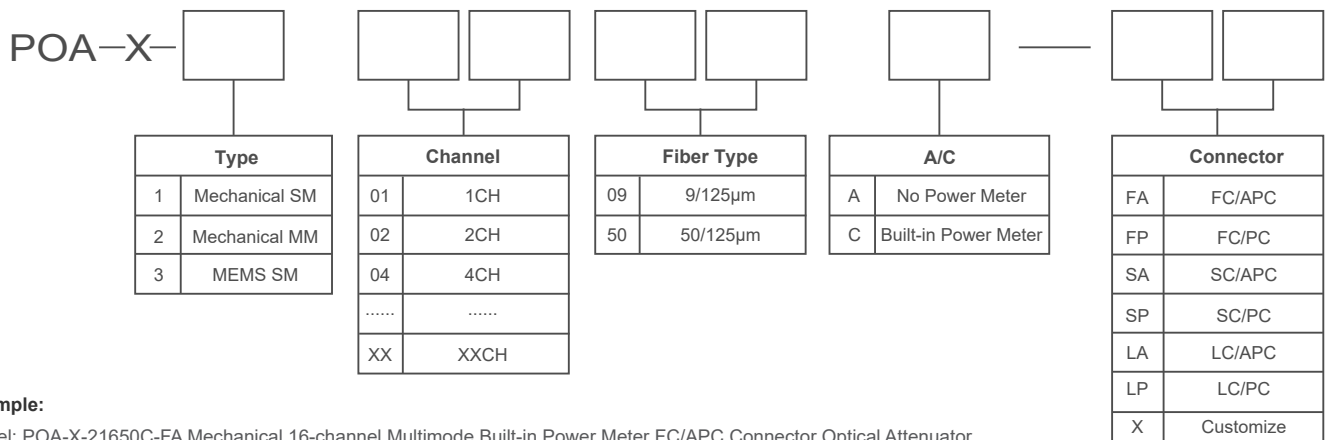 POA—X—
Type
1 Mechanical SM
2 Mechanical MM
3 MEMS SM
Channel
01 1CH
02 2CH
04 4CH
...... ......
XX XXCH
Fiber Type
09 9/125μm
50 50/125μm
A/C
A No Power Meter
C Built-in Power Meter
Connector
FA FC/APC
FP FC/PC
SA SC/APC
SP SC/PC
LA LC/APC
LP LC/PC
X Customize
mple:
el: POA-X-21650C-FA Mechanical 16-channel Multimode Built-in Power Meter FC/APC Connector Optical Attenuator